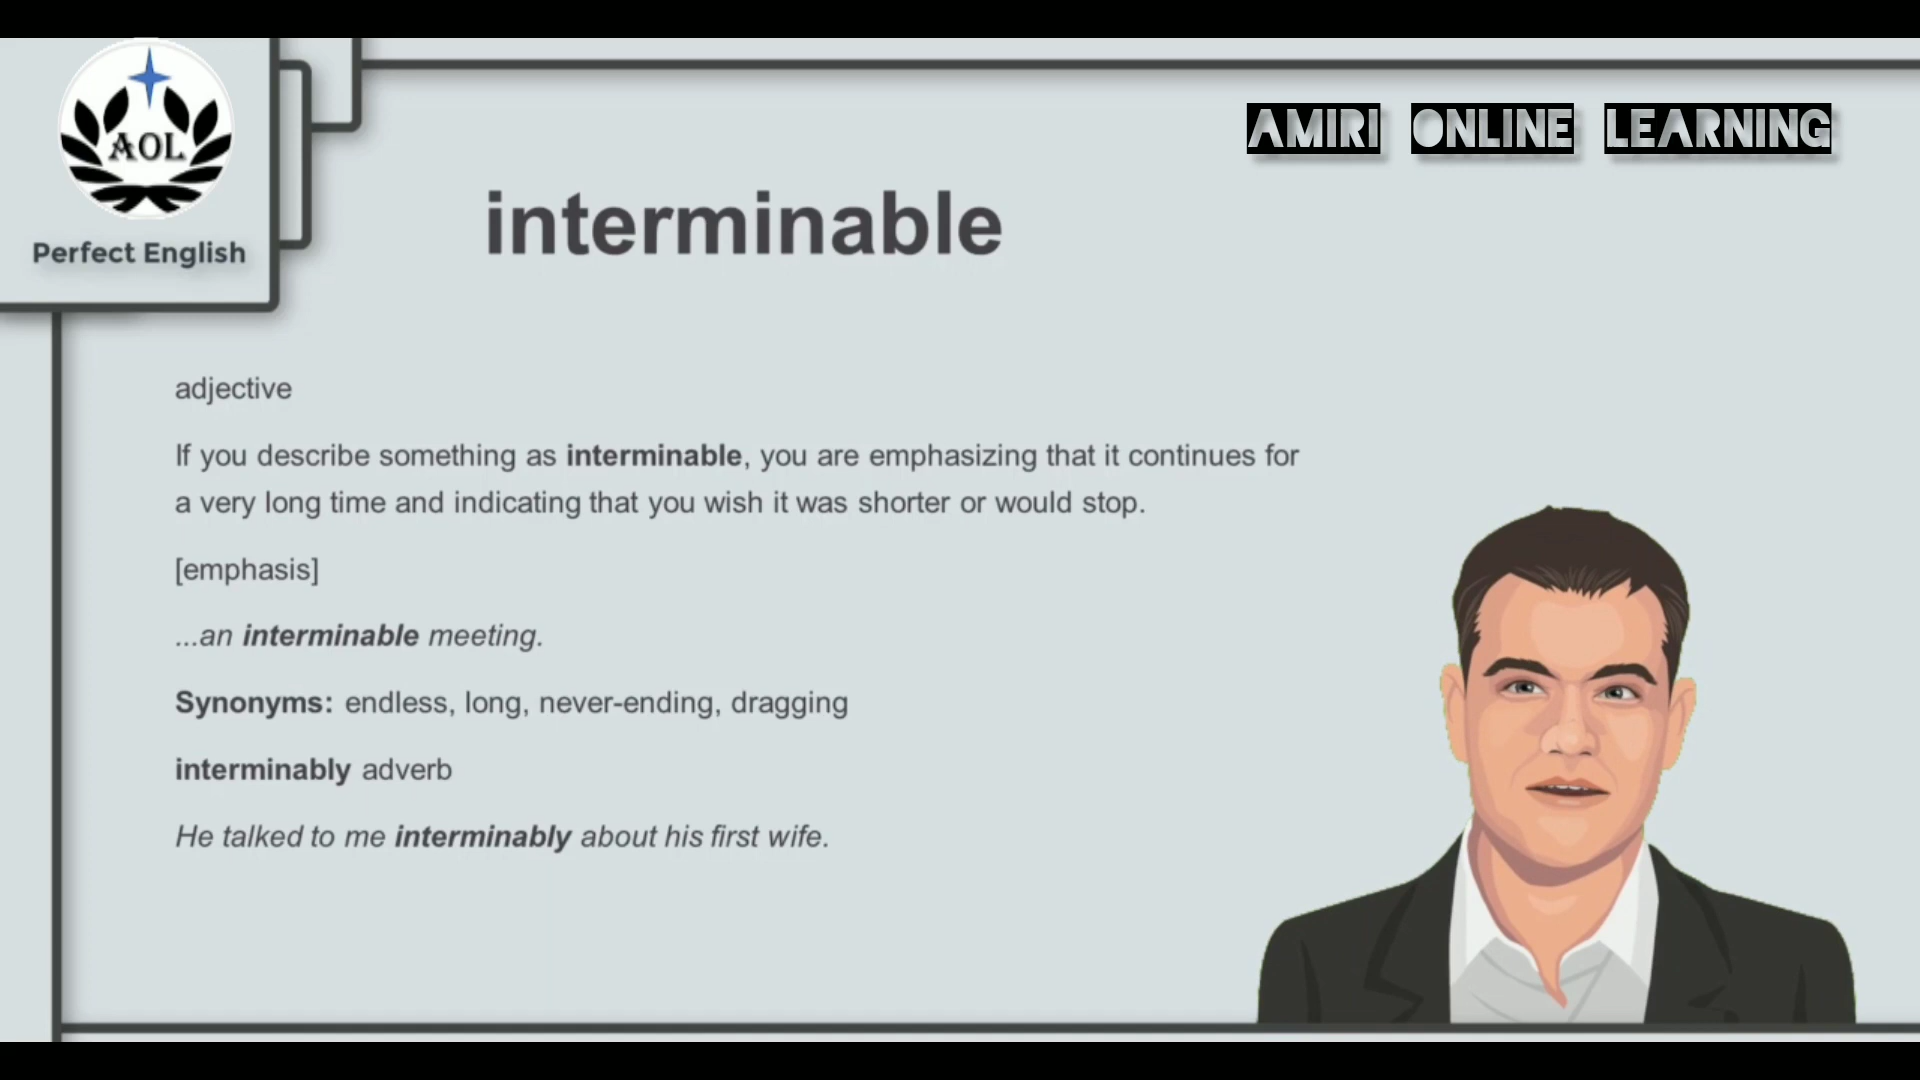 AOL
Perfect English
AMIRI ONLINE LEARNING
interminable
adjective
If you describe something as interminable, you are emphasizing that it continues for
a very long time and indicating that you wish it was shorter or would stop.
[emphasis]
...an interminable meeting.
Synonyms: endless, long, never-ending, dragging
interminably adverb
He talked to me interminably about his first wife.